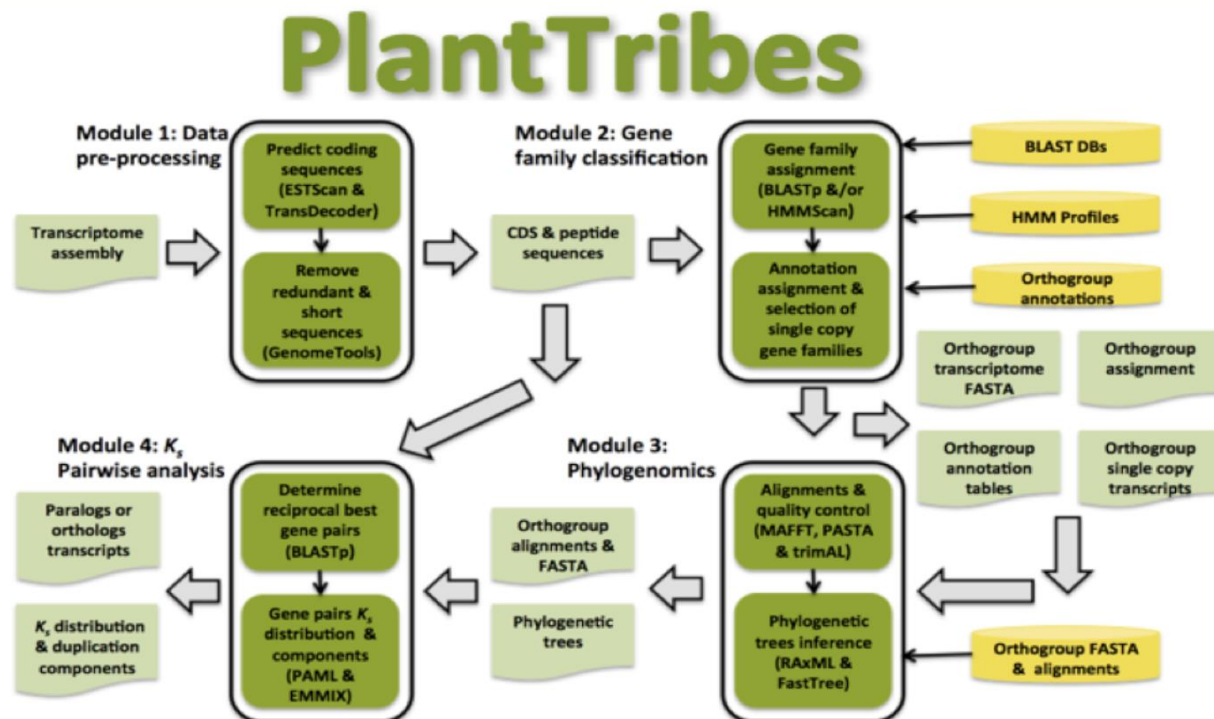 PlantTribes
Module 1: Data
pre-processing
Predict coding
sequences
(ESTScan &
TransDecoder)
Remove
redundant &
short
sequences
(GenomeTools)
Transcriptome
assembly
CDS & peptide
sequences
Module 2: Gene
family classification
Gene family
assignment
(BLASTp &/or
HMMScan)
Annotation
assignment &
selection of
single copy
gene families
BLAST DBs
HMM Profiles
Orthogroup
annotations
Orthogroup
transcriptome
FASTA
Orthogroup
assignment
Orthogroup
annotation
tables
Orthogroup
single copy
transcripts
Module 3:
Phylogenomics
Alignments &
quality control
(MAFFT, PASTA
& trimAL)
Phylogenetic
trees inference
(RAxML &
FastTree)
Orthogroup FASTA
& alignments
Orthogroup
alignments &
FASTA
Phylogenetic
trees
Module 4: Ks
Pairwise analysis
Determine
reciprocal best
gene pairs
(BLASTp)
Gene pairs Ks
distribution &
components
(PAML &
EMMIX)
Paralogs or
orthologs
transcripts
Ks distribution
& duplication
components